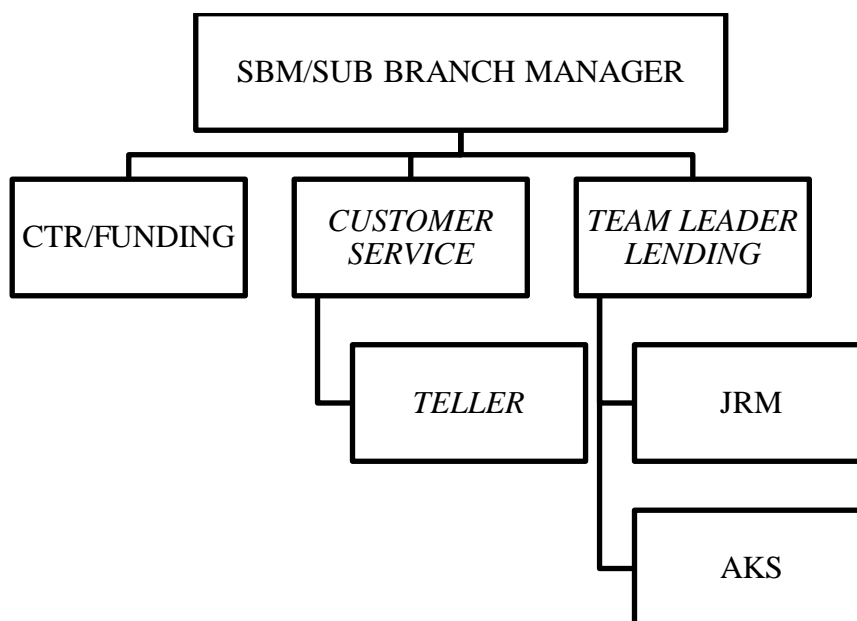 SBM/SUB BRANCH MANAGER
CTR/FUNDING
CUSTOMER
SERVICE
TEAM LEADER
LENDING
TELLER
JRM
AKS